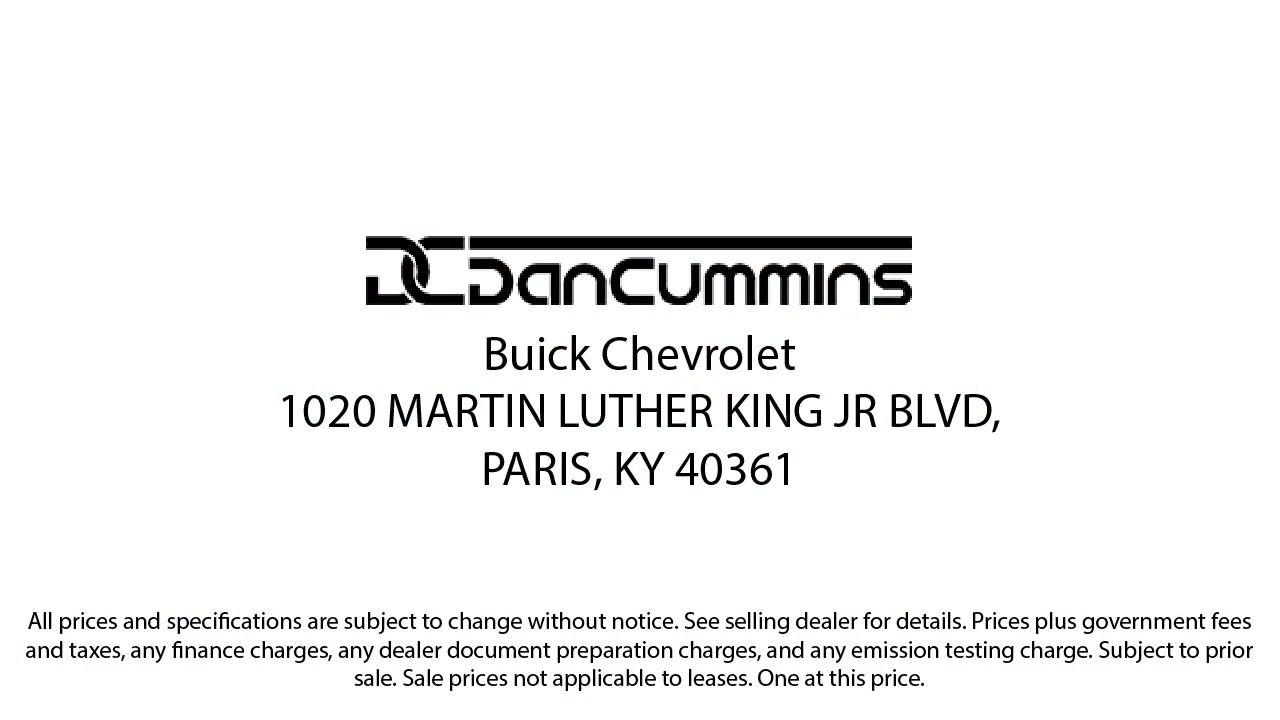 DC DanCummins
Buick Chevrolet
1020 MARTIN LUTHER KING JR BLVD,
PARIS, KY 40361
All prices and specifications are subject to change without notice. See selling dealer for details. Prices plus government fees
and taxes, any finance charges, any dealer document preparation charges, and any emission testing charge. Subject to prior
sale. Sale prices not applicable to leases. One at this price.